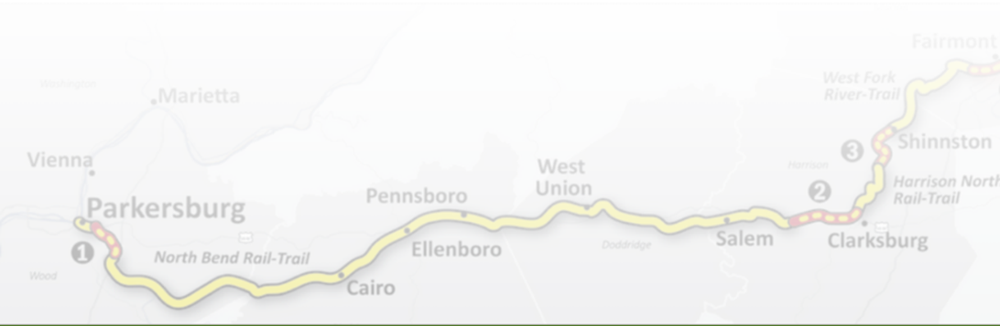 Fairmont
West Fork
River-Trail
Washington
Marietta
Shinnston
3
Vienna
Harrison
West
Union
Harrison North
Rail-Trail
2
Pennsboro
Parkersburg
Clarksburg
Salem
Doddridge
Ellenboro
1
North Bend Rail-Trail
Wood
Cairo